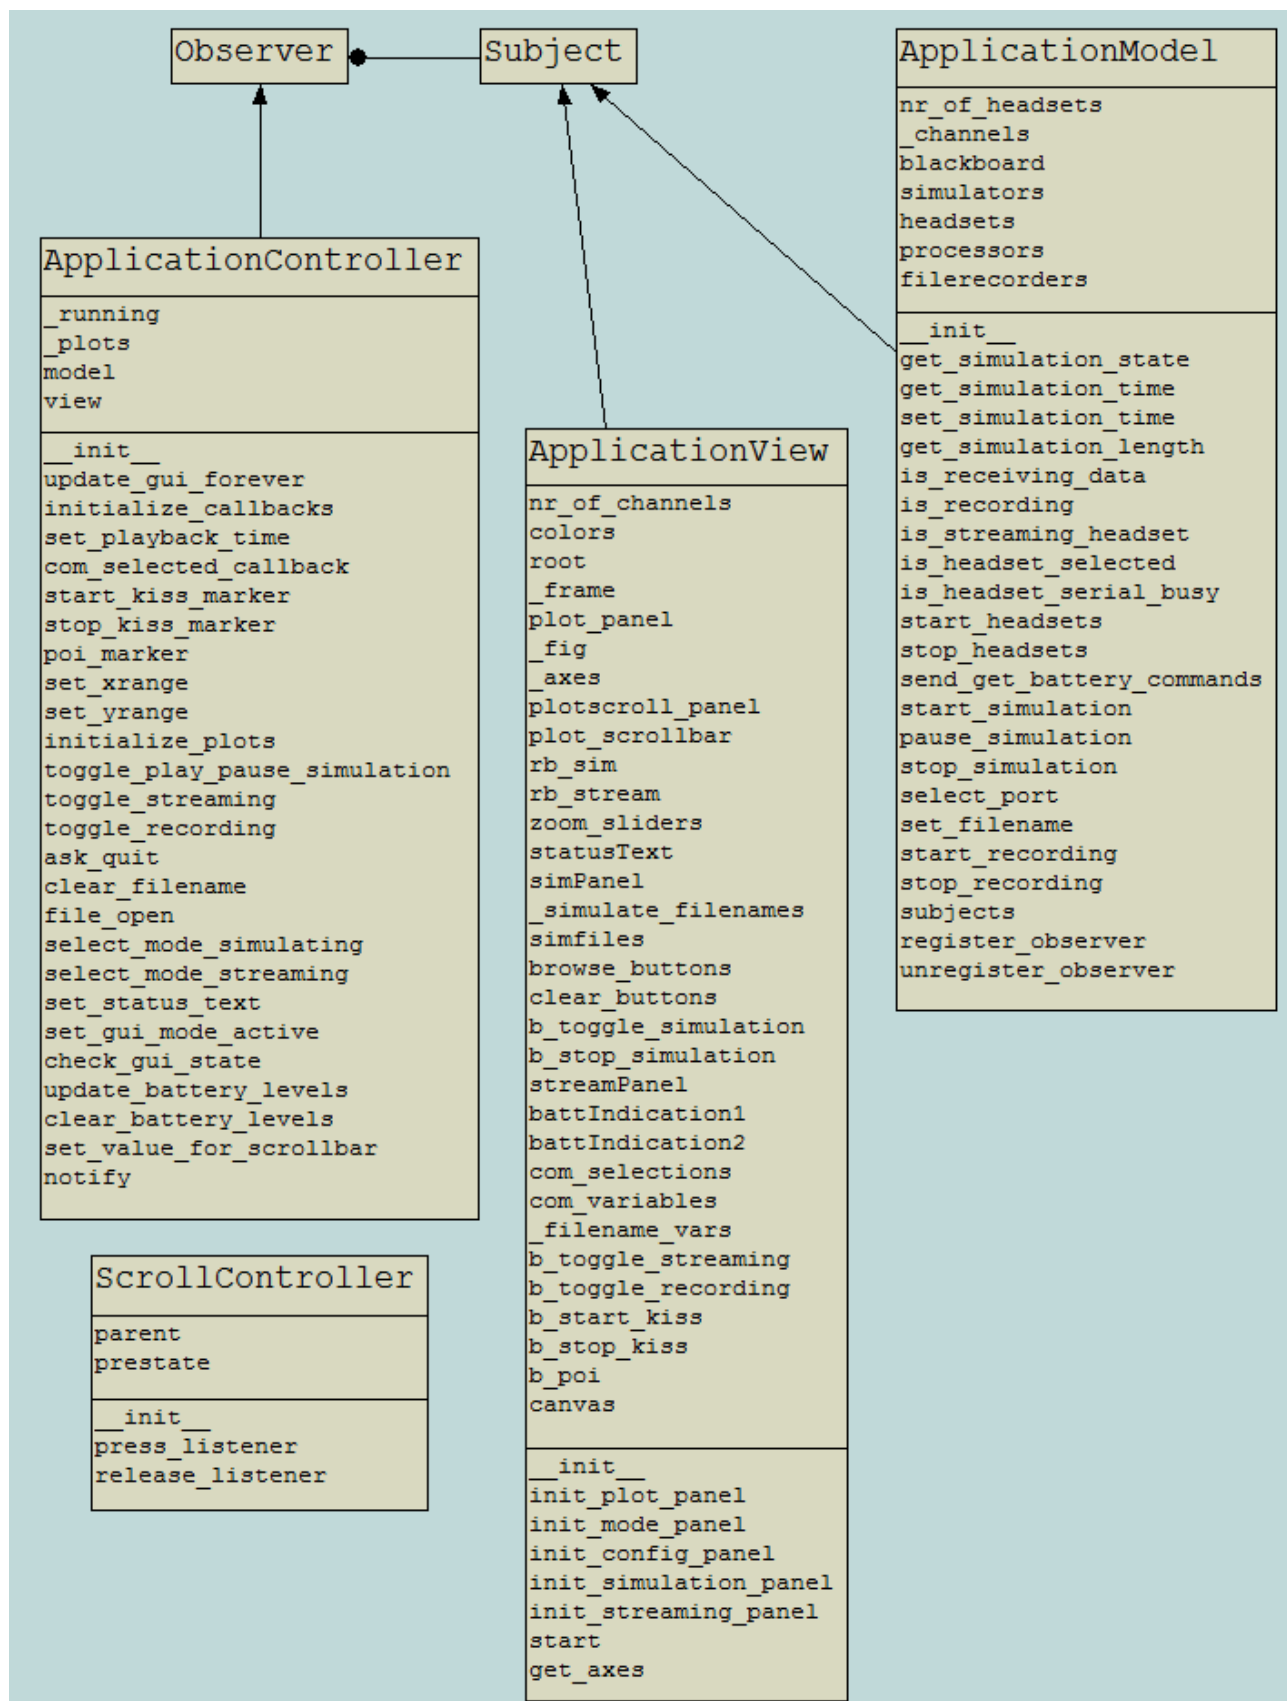 Observer
Subject
ApplicationModel
nr_of_headsets
_channels
blackboard
simulators
headsets
processors
filerecorders
__init__
get_simulation_state
get_simulation_time
set_simulation_time
get_simulation_length
is_receiving_data
is_recording
is_streaming_headset
is_headset_selected
is_headset_serial_busy
start_headsets
stop_headsets
send_get_battery_commands
start_simulation
pause_simulation
stop_simulation
select_port
set_filename
start_recording
stop_recording
subjects
register_observer
unregister_observer
ApplicationController
_running
_plots
model
view
__init__
update_gui_forever
initialize_callbacks
set_playback_time
com_selected_callback
start_kiss_marker
stop_kiss_marker
poi_marker
set_xrange
set_yrange
initialize_plots
toggle_play_pause_simulation
toggle_streaming
toggle_recording
ask_quit
clear_filename
file_open
select_mode_simulating
select_mode_streaming
set_status_text
set_gui_mode_active
check_gui_state
update_battery_levels
clear_battery_levels
set_value_for_scrollbar
notify
ApplicationView
nr_of_channels
colors
root
_frame
plot_panel
_fig
_axes
plotscroll_panel
plot_scrollbar
rb_sim
rb_stream
zoom_sliders
statusText
simPanel
_simulate_filenames
simfiles
browse_buttons
clear_buttons
b_toggle_simulation
b_stop_simulation
streamPanel
battIndication1
battIndication2
com_selections
com_variables
_filename_vars
b_toggle_streaming
b_toggle_recording
b_start_kiss
b_stop_kiss
b_poi
canvas
__init__
init_plot_panel
init_mode_panel
init_config_panel
init_simulation_panel
init_streaming_panel
start
get_axes
ScrollController
parent
prestate
__init__
press_listener
release_listener